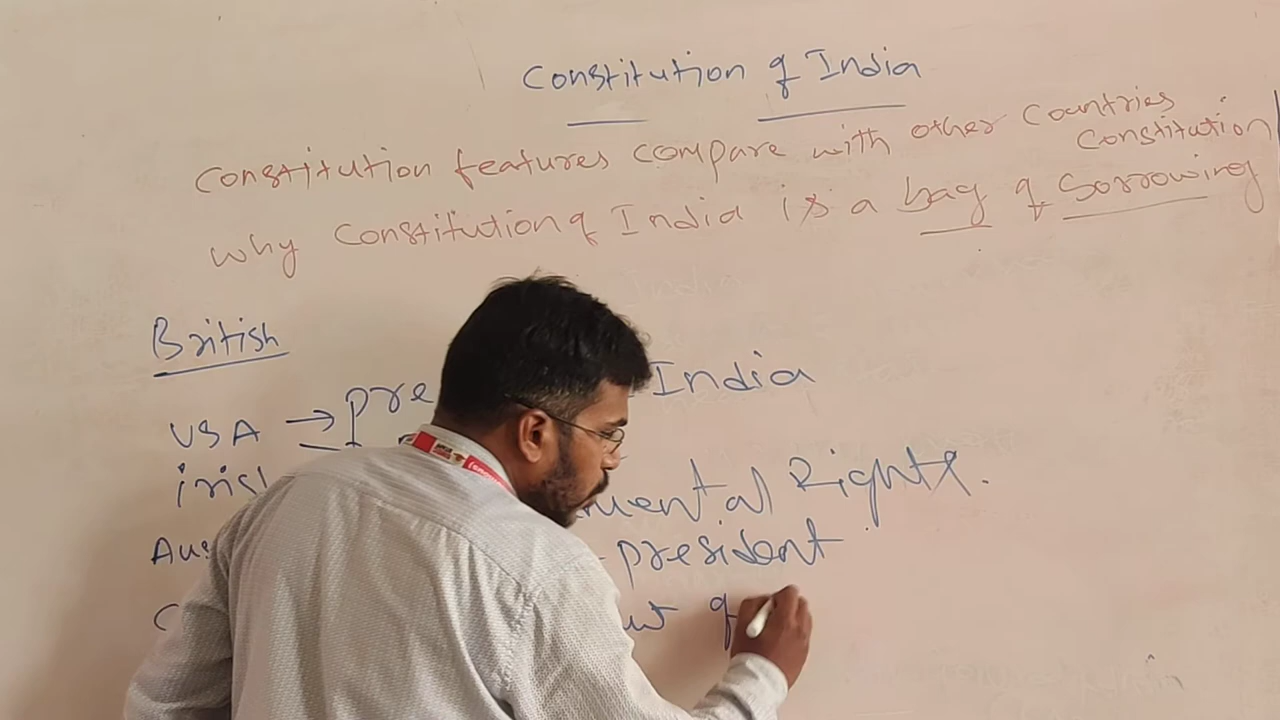 Constitution of India
Constitution features compare with other Countries
Constitution
why Constitution of India is a bag of Sorrowing
British
USA → pre India
irish
Aus
mental Rights.
president
of